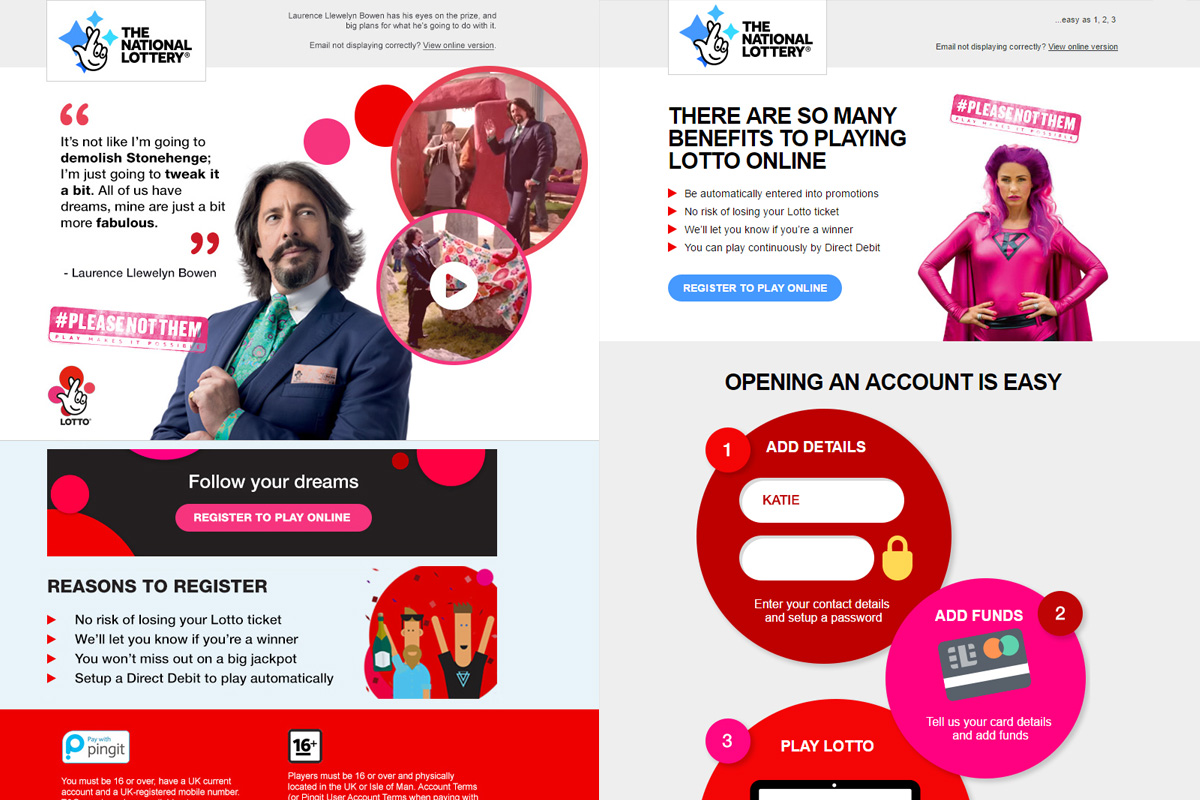 THE
NATIONAL
LOTTERY®
Laurence Llewelyn Bowen has his eyes on the prize, and
big plans for what he's going to do with it.
Email not displaying correctly? View online version.
“
It's not like I'm going to
demolish Stonehenge;
I'm just going to tweak it
a bit. All of us have
dreams, mine are just a bit
more fabulous.
”
- Laurence Llewelyn Bowen
#PLEASENOTTHEM
PLAY MAKES IT POSSIBLE
LOTTO
Follow your dreams
REGISTER TO PLAY ONLINE
REASONS TO REGISTER
No risk of losing your Lotto ticket
We'll let you know if you're a winner
You won't miss out on a big jackpot
Setup a Direct Debit to play automatically
Pay with
pingit
You must be 16 or over, have a UK current
account and a UK-registered mobile number.
16+
Players must be 16 or over and physically
located in the UK or Isle of Man. Account Terms
(or Pingit User Account Terms when paying with
THE
NATIONAL
LOTTERY®
...easy as 1, 2, 3
Email not displaying correctly? View online version
THERE ARE SO MANY
BENEFITS TO PLAYING
LOTTO ONLINE
Be automatically entered into promotions
No risk of losing your Lotto ticket
We'll let you know if you're a winner
You can play continuously by Direct Debit
REGISTER TO PLAY ONLINE
#PLEASENOTTHEM
PLAY MAKES IT POSSIBLE
K
OPENING AN ACCOUNT IS EASY
1
ADD DETAILS
KATIE
Enter your contact details
and setup a password
2
ADD FUNDS
Tell us your card details
and add funds
3
PLAY LOTTO